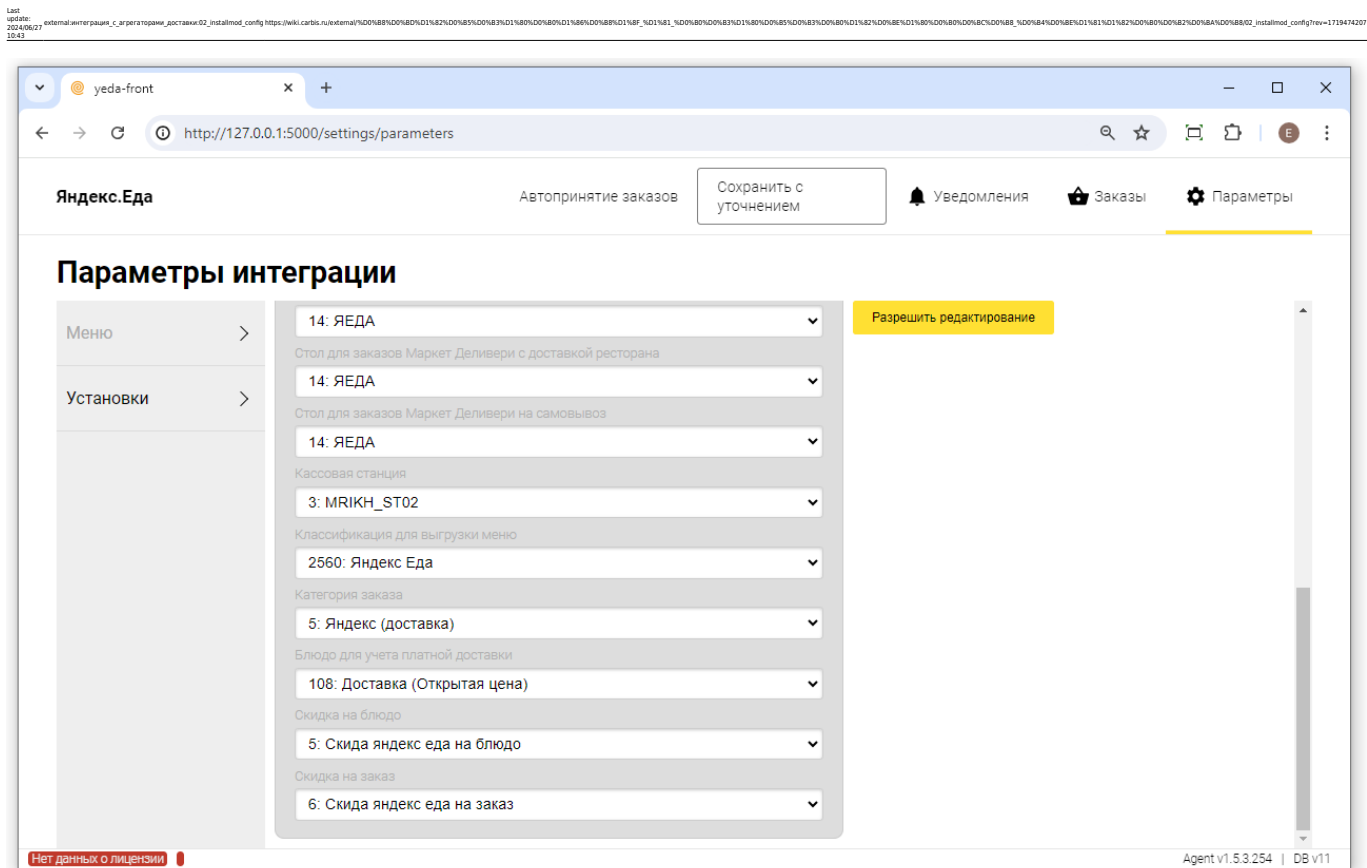 Last
update:
2024/06/27
10:43
external:интеграция_с_агрегаторами_доставки:02_installmod_config https://wiki.carbis.ru/external/%D0%B8%D0%BD%D1%82%D0%B5%D0%B3%D1%80%D0%B0%D1%86%D0%B8%D1%8F_%D1%81_%D0%B0%D0%B3%D1%80%D0%B5%D0%B3%D0%B0%D1%82%D0%BE%D1%80%D0%B0%D0%BC%D0%B8_%D0%B4%D0%BE%D1%81%D1%82%D0%B0%D0%B2%D0%BA%D0%B8/02_installmod_config?rev=1719474207
yeda-front
http://127.0.0.1:5000/settings/parameters
E
Яндекс.Еда
Автопринятие заказов
Сохранить с
уточнением
Уведомления
Заказы
Параметры
Параметры интеграции
Меню
Установки
14: ЯЕДА
Разрешить редактирование
Стол для заказов Маркет Деливери с доставкой ресторана
14: ЯЕДА
Стол для заказов Маркет Деливери на самовывоз
14: ЯЕДА
Кассовая станция
3: MRIKH_ST02
Классификация для выгрузки меню
2560: Яндекс Еда
Категория заказа
5: Яндекс (доставка)
Блюдо для учета платной доставки
108: Доставка (Открытая цена)
Скидка на блюдо
5: Скида яндекс еда на блюдо
Скидка на заказ
6: Скида яндекс еда на заказ
Нет данных о лицензии
Agent v1.5.3.254 | DB v11